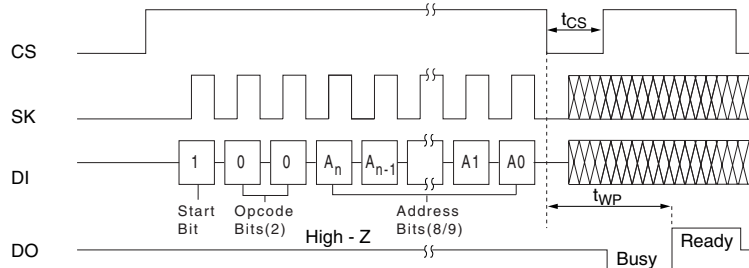 tCS
CS
SK
1 0 0 An An-1 A1 A0
DI
tWP
Start Bit
Opcode Bits(2)
Address Bits(8/9)
High - Z
DO
Busy
Ready